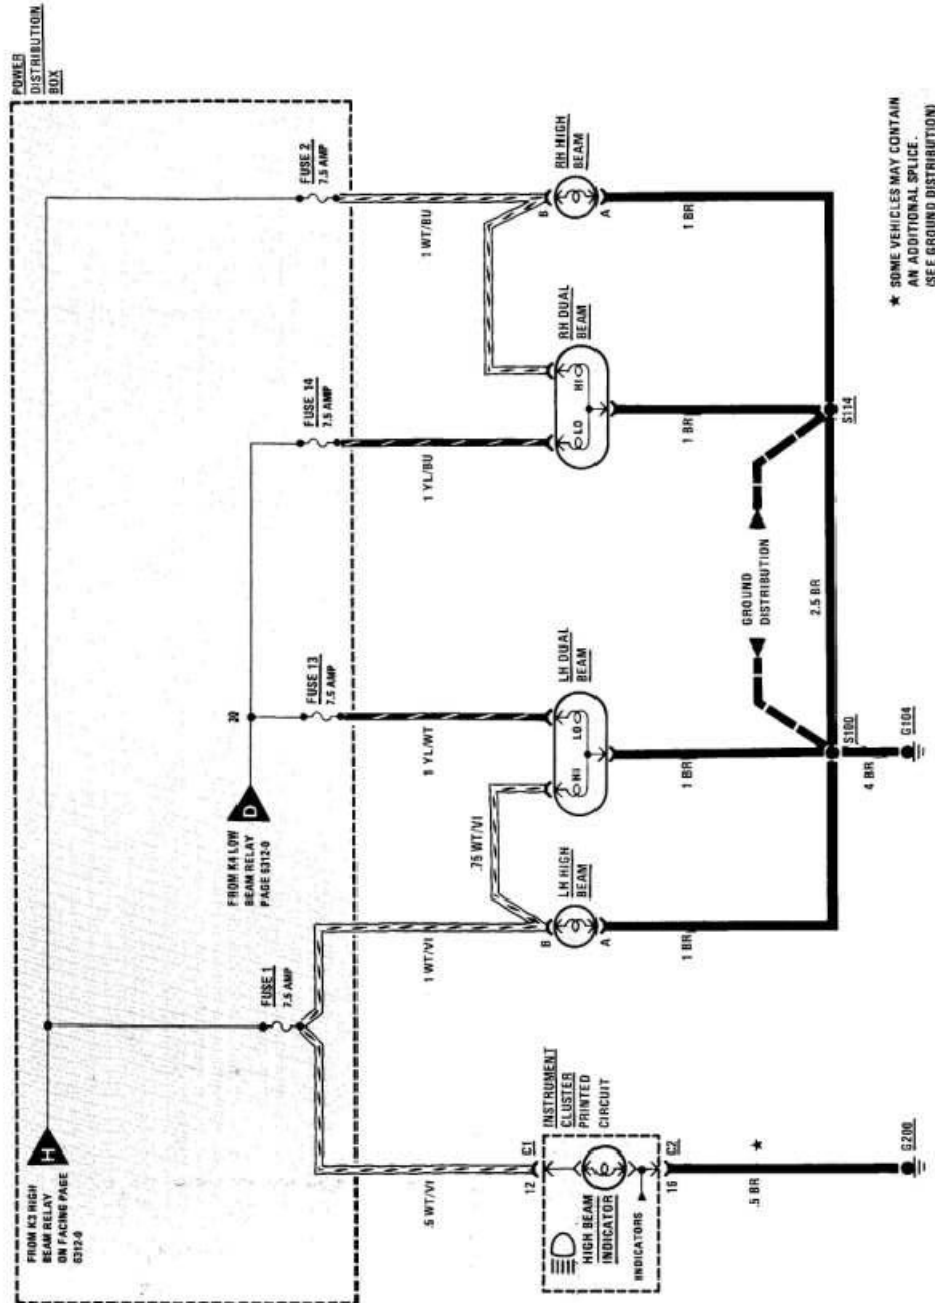 POWER
DISTRIBUTION
BOX
FROM K3 HIGH
BEAM RELAY
ON FACING PAGE
6312-0
H
FUSE 1
7.5 AMP
FROM K4 LOW
BEAM RELAY
PAGE 6312-0
D
30
FUSE 13
7.5 AMP
FUSE 14
7.5 AMP
FUSE 2
7.5 AMP
.5 WT/VI
1 WT/VI
.75 WT/VI
1 YL/WT
1 YL/BU
1 WT/BU
12
C1
INSTRUMENT
CLUSTER
PRINTED
CIRCUIT
HIGH BEAM
INDICATOR
INDICATORS
16
C2
B
A
LH HIGH
BEAM
HI
LO
LH DUAL
BEAM
LO
HI
RH DUAL
BEAM
B
A
RH HIGH
BEAM
.5 BR
★
1 BR
1 BR
1 BR
1 BR
GROUND
DISTRIBUTION
2.5 BR
S100
S114
4 BR
G200
G104
★ SOME VEHICLES MAY CONTAIN
AN ADDITIONAL SPLICE.
(SEE GROUND DISTRIBUTION)